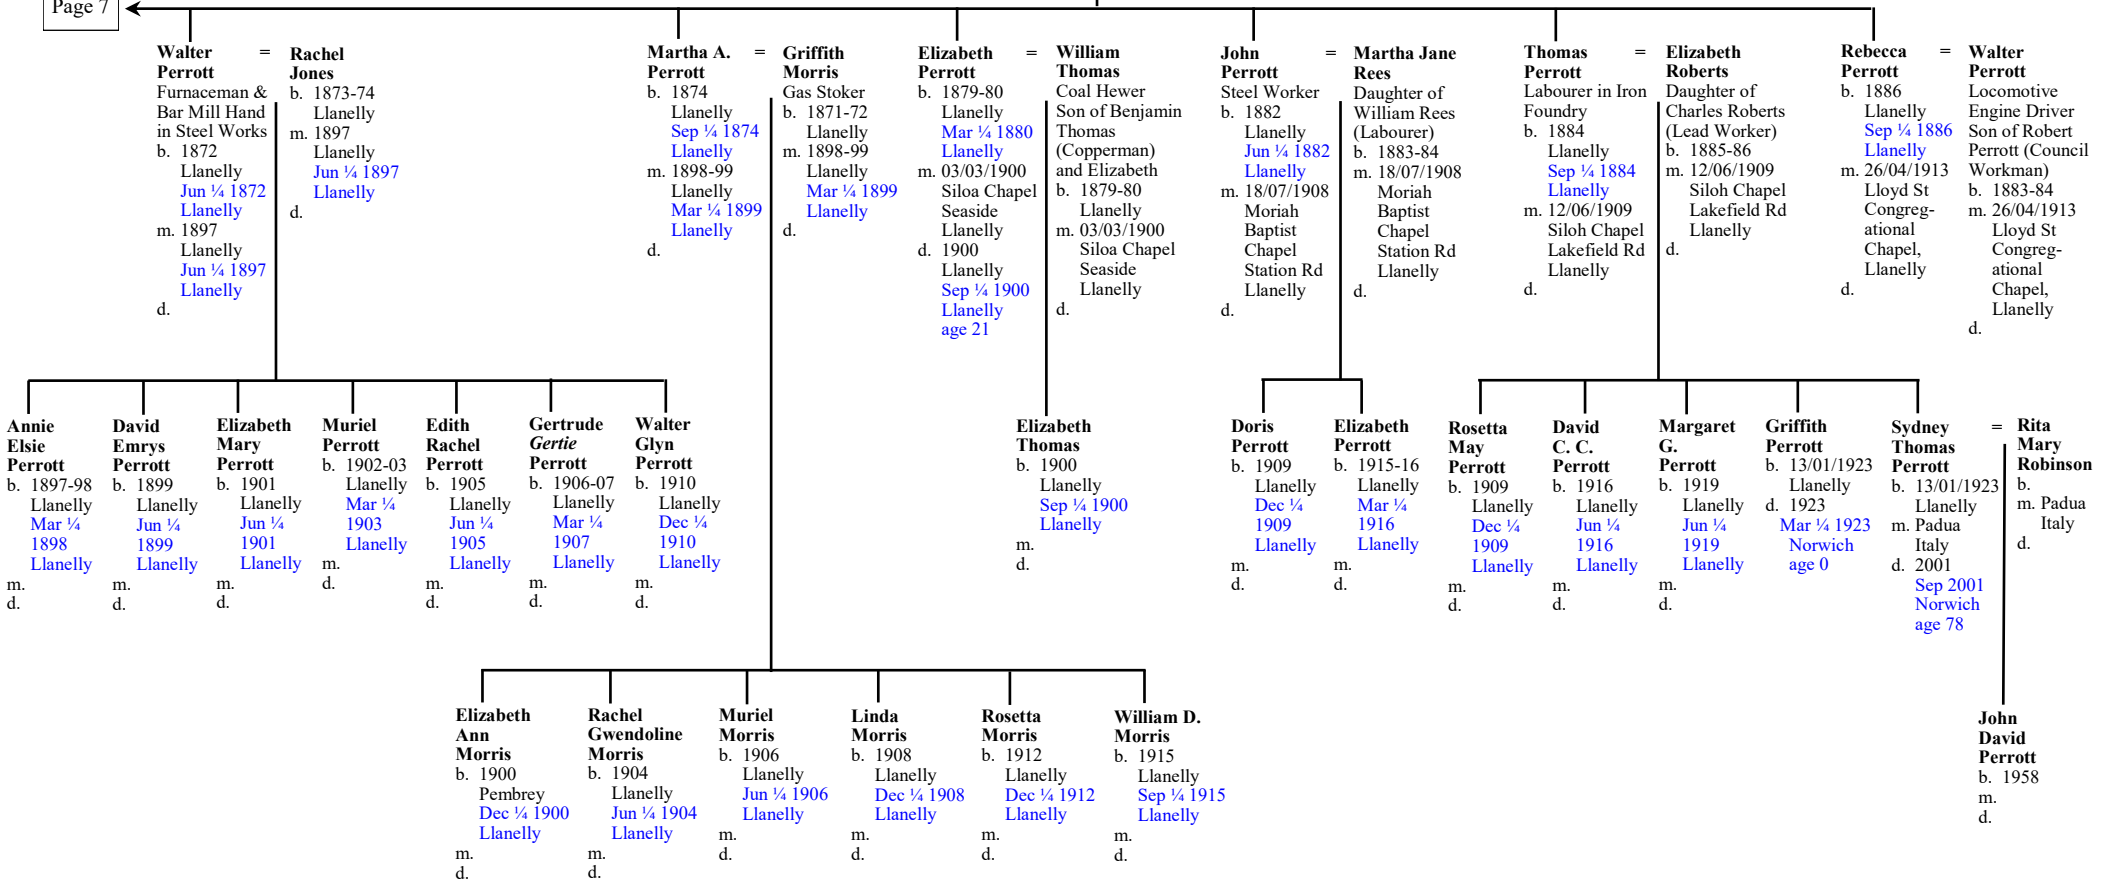 Page 7
Walter
Perrott
Furnaceman &
Bar Mill Hand
in Steel Works
b. 1872
Llanelly
Jun ¼ 1872
Llanelly
m. 1897
Llanelly
Jun ¼ 1897
Llanelly
d.
=
Rachel
Jones
b. 1873-74
Llanelly
m. 1897
Llanelly
Jun ¼ 1897
Llanelly
d.
Martha A.
Perrott
b. 1874
Llanelly
Sep ¼ 1874
Llanelly
m. 1898-99
Llanelly
Mar ¼ 1899
Llanelly
d.
=
Griffith
Morris
Gas Stoker
b. 1871-72
Llanelly
m. 1898-99
Llanelly
Mar ¼ 1899
Llanelly
d.
Elizabeth
Perrott
b. 1879-80
Llanelly
Mar ¼ 1880
Llanelly
m. 03/03/1900
Siloa Chapel
Seaside
Llanelly
d. 1900
Llanelly
Sep ¼ 1900
Llanelly
age 21
=
William
Thomas
Coal Hewer
Son of Benjamin
Thomas
(Copperman)
and Elizabeth
b. 1879-80
Llanelly
m. 03/03/1900
Siloa Chapel
Seaside
Llanelly
d.
John
Perrott
Steel Worker
b. 1882
Llanelly
Jun ¼ 1882
Llanelly
m. 18/07/1908
Moriah
Baptist
Chapel
Station Rd
Llanelly
d.
=
Martha Jane
Rees
Daughter of
William Rees
(Labourer)
b. 1883-84
m. 18/07/1908
Moriah
Baptist
Chapel
Station Rd
Llanelly
d.
Thomas
Perrott
Labourer in Iron
Foundry
b. 1884
Llanelly
Sep ¼ 1884
Llanelly
m. 12/06/1909
Siloh Chapel
Lakefield Rd
Llanelly
d.
=
Elizabeth
Roberts
Daughter of
Charles Roberts
(Lead Worker)
b. 1885-86
m. 12/06/1909
Siloh Chapel
Lakefield Rd
Llanelly
d.
Rebecca
Perrott
b. 1886
Llanelly
Sep ¼ 1886
Llanelly
m. 26/04/1913
Lloyd St
Congreg-
ational
Chapel,
Llanelly
d.
=
Walter
Perrott
Locomotive
Engine Driver
Son of Robert
Perrott (Council
Workman)
b. 1883-84
m. 26/04/1913
Lloyd St
Congreg-
ational
Chapel,
Llanelly
d.
Annie
Elsie
Perrott
b. 1897-98
Llanelly
Mar ¼
1898
Llanelly
m.
d.
David
Emrys
Perrott
b. 1899
Llanelly
Jun ¼
1899
Llanelly
m.
d.
Elizabeth
Mary
Perrott
b. 1901
Llanelly
Jun ¼
1901
Llanelly
m.
d.
Muriel
Perrott
b. 1902-03
Llanelly
Mar ¼
1903
Llanelly
m.
d.
Edith
Rachel
Perrott
b. 1905
Llanelly
Jun ¼
1905
Llanelly
m.
d.
Gertrude
Gertie
Perrott
b. 1906-07
Llanelly
Mar ¼
1907
Llanelly
m.
d.
Walter
Glyn
Perrott
b. 1910
Llanelly
Dec ¼
1910
Llanelly
m.
d.
Elizabeth
Thomas
b. 1900
Llanelly
Sep ¼ 1900
Llanelly
m.
d.
Doris
Perrott
b. 1909
Llanelly
Dec ¼
1909
Llanelly
m.
d.
Elizabeth
Perrott
b. 1915-16
Llanelly
Mar ¼
1916
Llanelly
m.
d.
Rosetta
May
Perrott
b. 1909
Llanelly
Dec ¼
1909
Llanelly
m.
d.
David
C. C.
Perrott
b. 1916
Llanelly
Jun ¼
1916
Llanelly
m.
d.
Margaret
G.
Perrott
b. 1919
Llanelly
Jun ¼
1919
Llanelly
m.
d.
Griffith
Perrott
b. 13/01/1923
Llanelly
d. 1923
Mar ¼ 1923
Norwich
age 0
Sydney
Thomas
Perrott
b. 13/01/1923
Llanelly
m. Padua
Italy
d. 2001
Sep 2001
Norwich
age 78
=
Rita
Mary
Robinson
b.
m. Padua
Italy
d.
Elizabeth
Ann
Morris
b. 1900
Pembrey
Dec ¼ 1900
Llanelly
m.
d.
Rachel
Gwendoline
Morris
b. 1904
Llanelly
Jun ¼ 1904
Llanelly
m.
d.
Muriel
Morris
b. 1906
Llanelly
Jun ¼ 1906
Llanelly
m.
d.
Linda
Morris
b. 1908
Llanelly
Dec ¼ 1908
Llanelly
m.
d.
Rosetta
Morris
b. 1912
Llanelly
Dec ¼ 1912
Llanelly
m.
d.
William D.
Morris
b. 1915
Llanelly
Sep ¼ 1915
Llanelly
m.
d.
John
David
Perrott
b. 1958
m.
d.